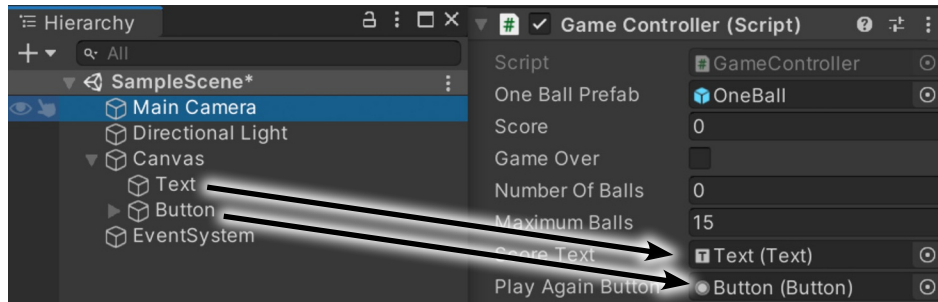 Hierarchy
All
SampleScene*
Main Camera
Directional Light
Canvas
Text
Button
EventSystem
# Game Controller (Script)
Script # GameController
One Ball Prefab OneBall
Score 0
Game Over
Number Of Balls 0
Maximum Balls 15
Score Text T Text (Text)
Play Again Button Button (Button)